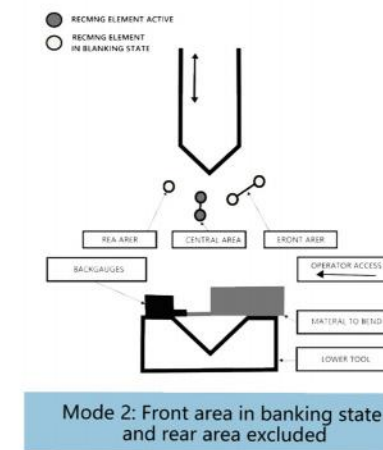 RECMNG ELEMENT ACTIVE
RECMNG ELEMENT
IN BLANKING STATE
REA ARER
CENTRAL AREA
ERONT ARER
BACKGAUGES
OPERATOR ACCESS
MATERAL TO BEND
LOWER TOOL
Mode 2: Front area in banking state
and rear area excluded